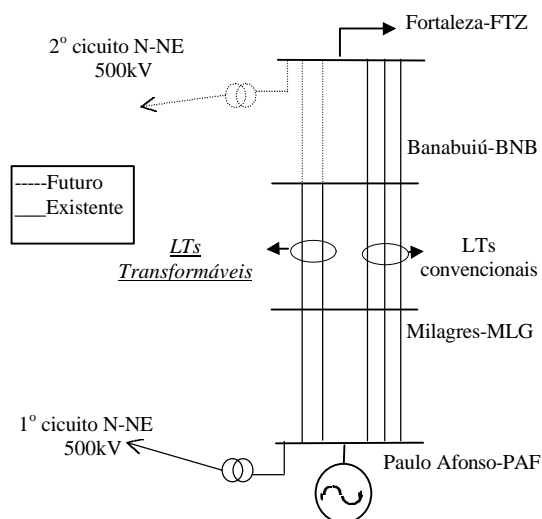 Fortaleza-FTZ
2º cicuito N-NE
500kV
Banabuiú-BNB
-----Futuro
____Existente
LTs
Transformáveis
LTs
convencionais
Milagres-MLG
1º cicuito N-NE
500kV
Paulo Afonso-PAF